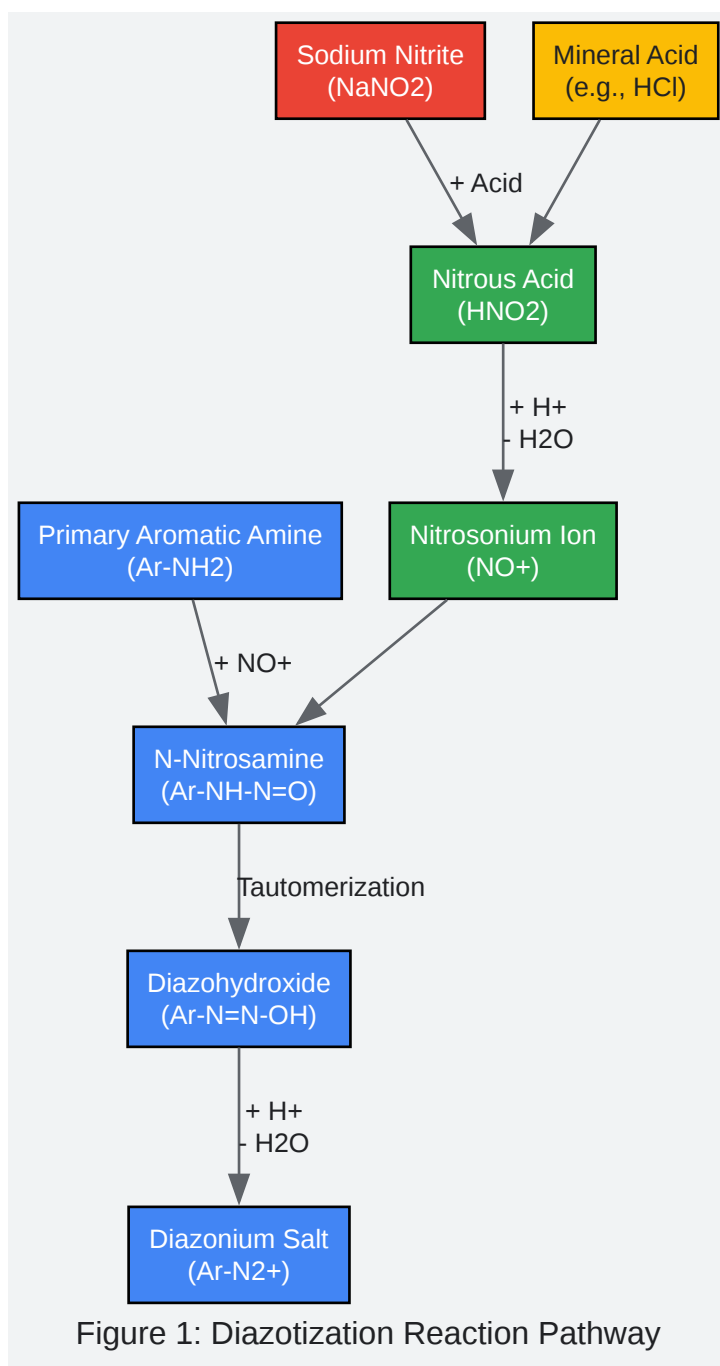 Sodium Nitrite
(NaNO2)
Mineral Acid
(e.g., HCl)
+ Acid
Nitrous Acid
(HNO2)
+ H+
- H2O
Primary Aromatic Amine
(Ar-NH2)
Nitrosonium Ion
(NO+)
+ NO+
N-Nitrosamine
(Ar-NH-N=O)
Tautomerization
Diazohydroxide
(Ar-N=N-OH)
+ H+
- H2O
Diazonium Salt
(Ar-N2+)
Figure 1: Diazotization Reaction Pathway